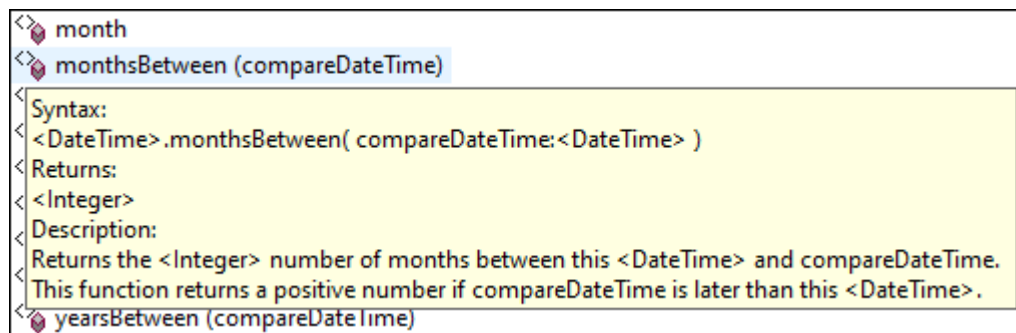 month
monthsBetween (compareDateTime)
Syntax:
<DateTime>.monthsBetween( compareDateTime:<DateTime> )
Returns:
<Integer>
Description:
Returns the <Integer> number of months between this <DateTime> and compareDateTime.
This function returns a positive number if compareDateTime is later than this <DateTime>.
yearsBetween (compareDateTime)